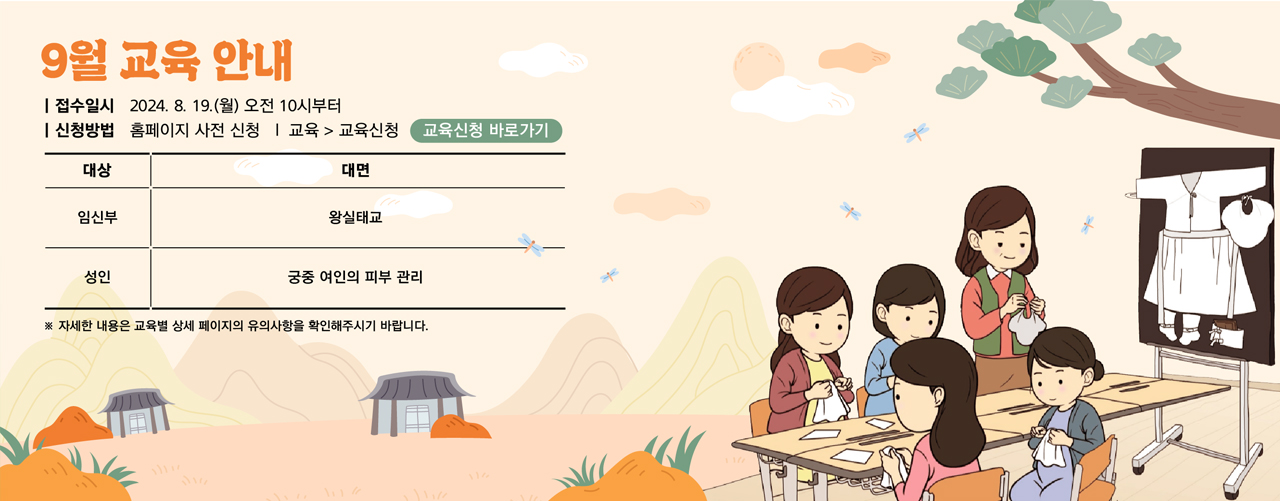 9월 교육 안내
| 접수일시 2024. 8. 19.(월) 오전 10시부터
| 신청방법 홈페이지 사전 신청 | 교육 > 교육신청 교육신청 바로가기
대상 대면
임신부 왕실태교
성인 궁중 여인의 피부 관리
※ 자세한 내용은 교육별 상세 페이지의 유의사항을 확인해주시기 바랍니다.